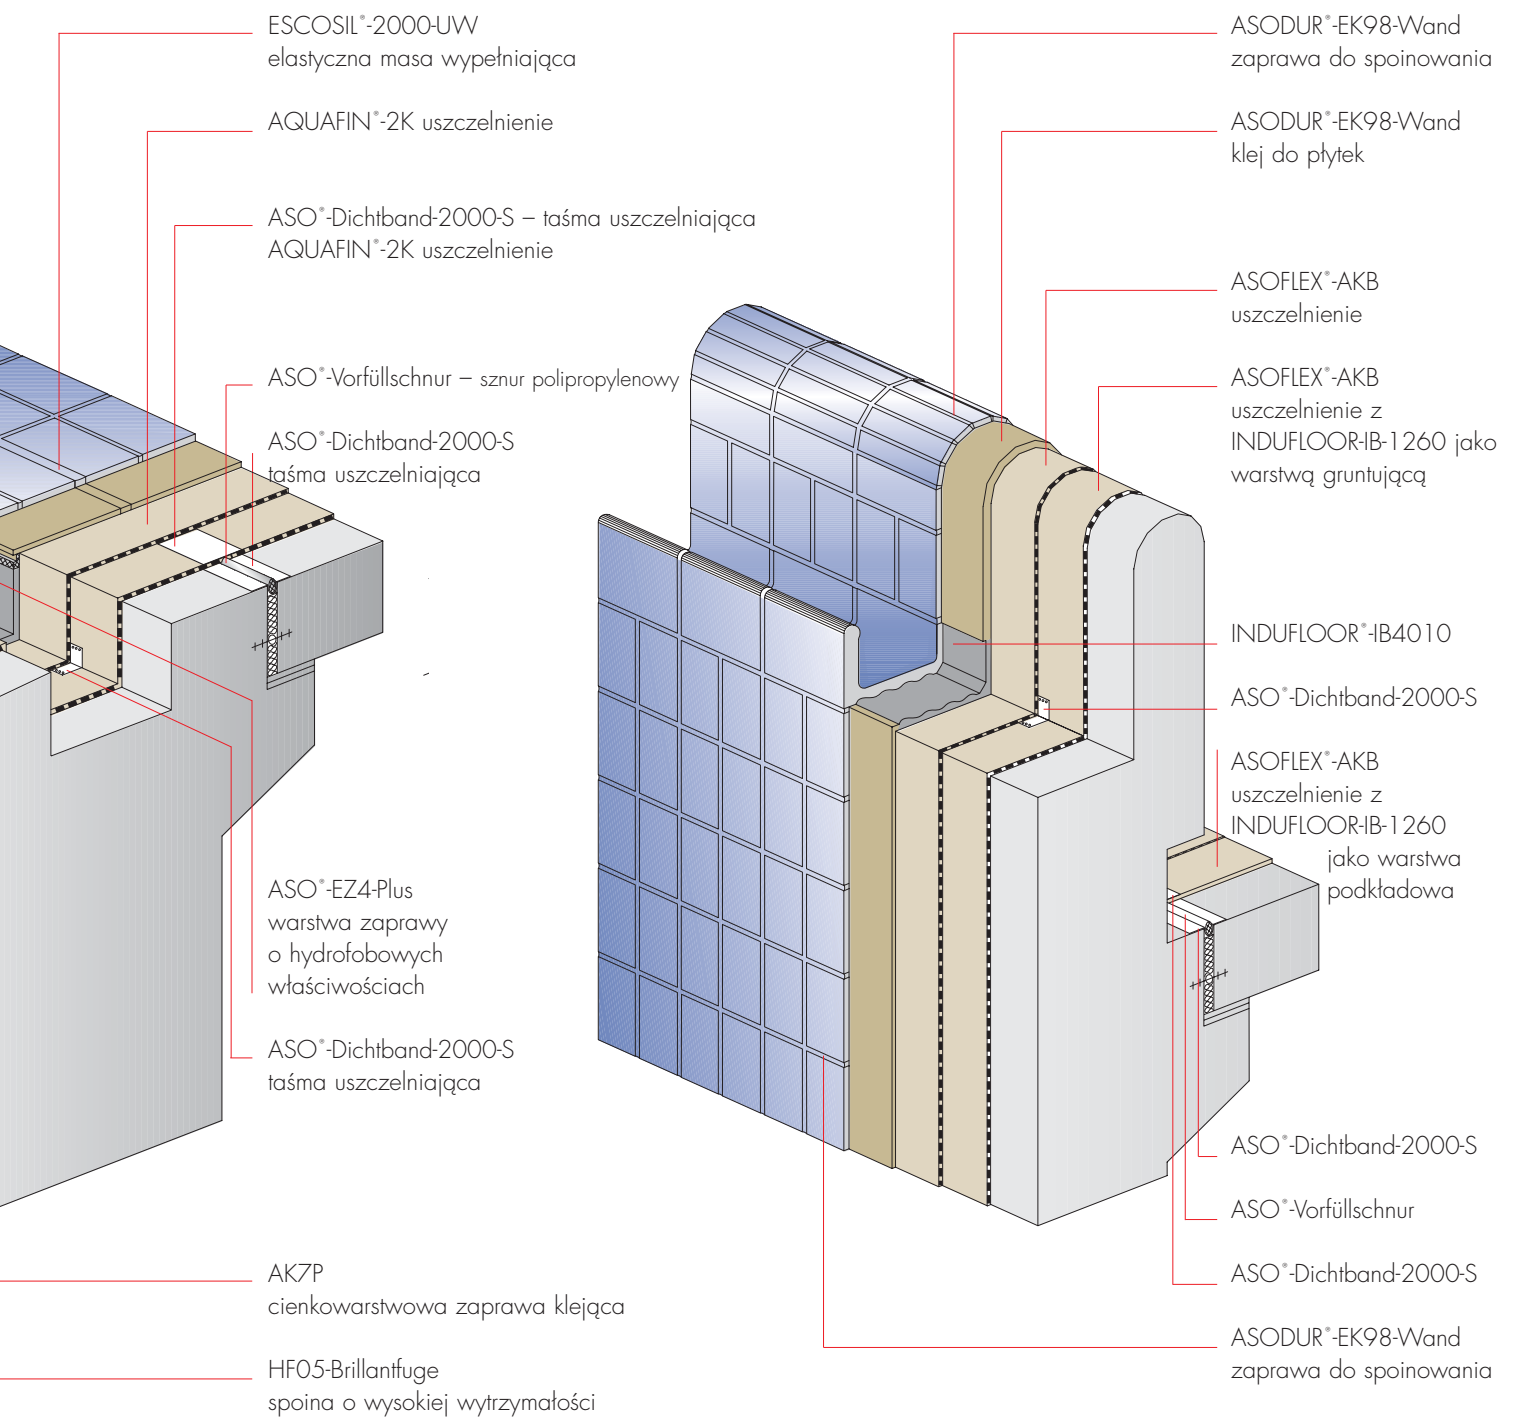 ESCOSIL®-2000-UW
elastyczna masa wypełniająca
AQUAFIN®-2K uszczelnienie
ASO®-Dichtband-2000-S – taśma uszczelniająca
AQUAFIN®-2K uszczelnienie
ASO®-Vorfüllschnur – sznur polipropylenowy
ASO®-Dichtband-2000-S
taśma uszczelniająca
ASO®-EZ4-Plus
warstwa zaprawy
o hydrofobowych
właściwościach
ASO®-Dichtband-2000-S
taśma uszczelniająca
AK7P
cienkowarstwowa zaprawa klejąca
HF05-Brillantfuge
spoina o wysokiej wytrzymałości
ASODUR®-EK98-Wand
zaprawa do spoinowania
ASODUR®-EK98-Wand
klej do płytek
ASOFLEX®-AKB
uszczelnienie
ASOFLEX®-AKB
uszczelnienie z
INDUFLOOR-IB-1260 jako
warstwą gruntującą
INDUFLOOR®-IB4010
ASO®-Dichtband-2000-S
ASOFLEX®-AKB
uszczelnienie z
INDUFLOOR-IB-1260
jako warstwa
podkładowa
ASO®-Dichtband-2000-S
ASO®-Vorfüllschnur
ASO®-Dichtband-2000-S
ASODUR®-EK98-Wand
zaprawa do spoinowania